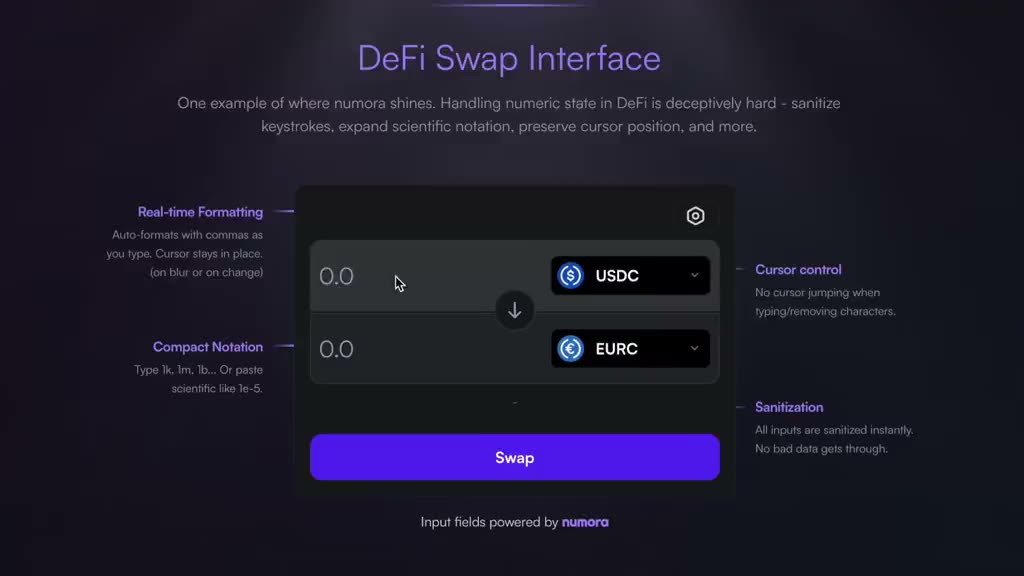 DeFi Swap Interface
One example of where numora shines. Handling numeric state in DeFi is deceptively hard - sanitize
keystrokes, expand scientific notation, preserve cursor position, and more.
Real-time Formatting
Auto-formats with commas as
you type. Cursor stays in place.
(on blur or on change)
Compact Notation
Type 1k, 1m, 1b... Or paste
scientific like 1e-5.
0.0
USDC
0.0
EURC
-
Swap
Cursor control
No cursor jumping when
typing/removing characters.
Sanitization
All inputs are sanitized instantly.
No bad data gets through.
Input fields powered by numora